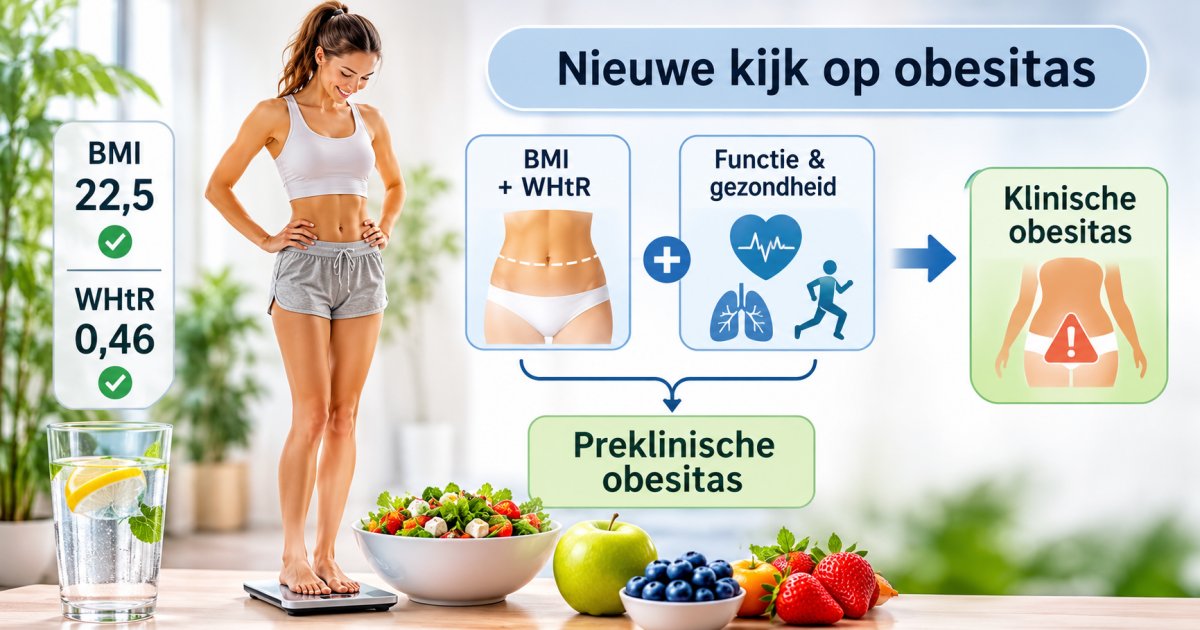 Nieuwe kijk op obesitas
BMI
22,5
WHtR
0,46
BMI
+ WHtR
Functie &
gezondheid
Klinische
obesitas
Preklinische
obesitas